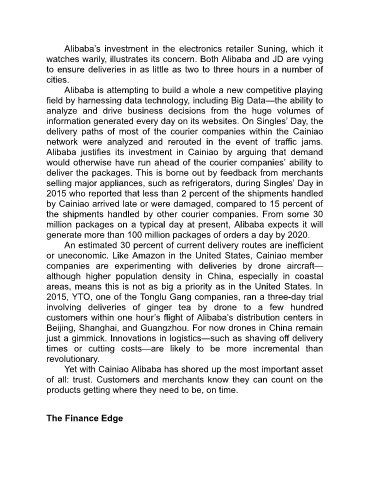 Alibaba's investment in the electronics retailer Suning, which it
watches warily, illustrates its concern. Both Alibaba and JD are vying
to ensure deliveries in as little as two to three hours in a number of
cities.
Alibaba is attempting to build a whole a new competitive playing
field by harnessing data technology, including Big Data—the ability to
analyze and drive business decisions from the huge volumes of
information generated every day on its websites. On Singles' Day, the
delivery paths of most of the courier companies within the Cainiao
network were analyzed and rerouted in the event of traffic jams.
Alibaba justifies its investment in Cainiao by arguing that demand
would otherwise have run ahead of the courier companies' ability to
deliver the packages. This is borne out by feedback from merchants
selling major appliances, such as refrigerators, during Singles' Day in
2015 who reported that less than 2 percent of the shipments handled
by Cainiao arrived late or were damaged, compared to 15 percent of
the shipments handled by other courier companies. From some 30
million packages on a typical day at present, Alibaba expects it will
generate more than 100 million packages of orders a day by 2020.
An estimated 30 percent of current delivery routes are inefficient
or uneconomic. Like Amazon in the United States, Cainiao member
companies are experimenting with deliveries by drone aircraft—
although higher population density in China, especially in coastal
areas, means this is not as big a priority as in the United States. In
2015, YTO, one of the Tonglu Gang companies, ran a three-day trial
involving deliveries of ginger tea by drone to a few hundred
customers within one hour's flight of Alibaba's distribution centers in
Beijing, Shanghai, and Guangzhou. For now drones in China remain
just a gimmick. Innovations in logistics—such as shaving off delivery
times or cutting costs—are likely to be more incremental than
revolutionary.
Yet with Cainiao Alibaba has shored up the most important asset
of all: trust. Customers and merchants know they can count on the
products getting where they need to be, on time.
The Finance Edge